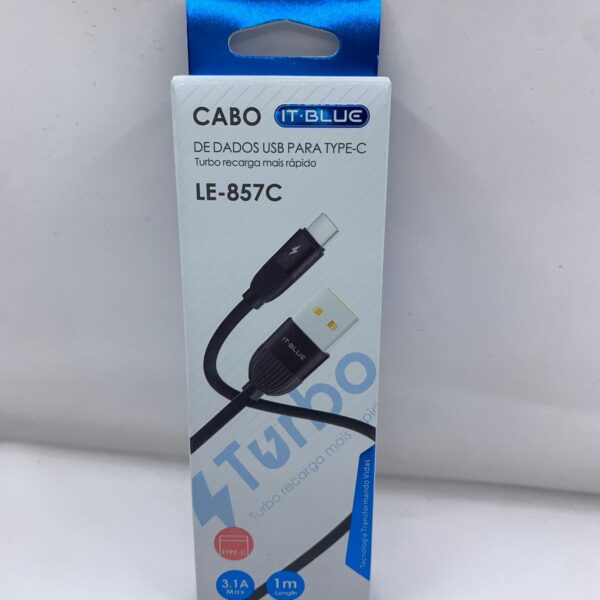 CABO IT·BLUE
DE DADOS USB PARA TYPE-C
Turbo recarga mais rápido
LE-857C
IT·BLUE
Turbo
Turbo recarga mais rápido
Tecnologia Transformando Vidas
TYPE-C
3.1A
Max
1m
Length